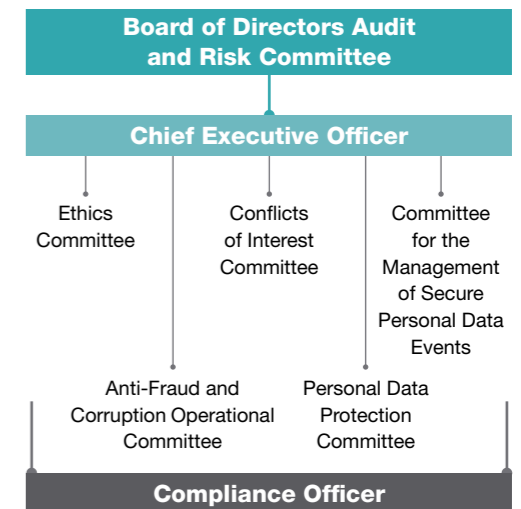 Board of Directors Audit
and Risk Committee
Chief Executive Officer
Ethics
Committee
Conflicts
of Interest
Committee
Committee
for the
Management
of Secure
Personal Data
Events
Anti-Fraud and
Corruption Operational
Committee
Personal Data
Protection
Committee
Compliance Officer